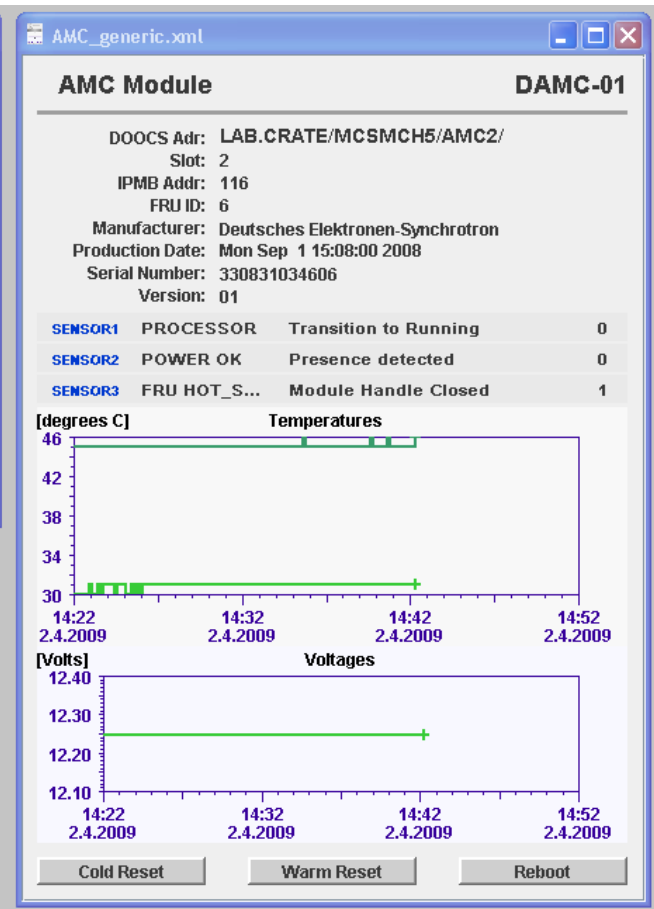 AMC_generic.xml
AMC Module DAMC-01
DOOCS Adr: LAB.CRATE/MCSMCH5/AMC2/
Slot: 2
IPMB Addr: 116
FRU ID: 6
Manufacturer: Deutsches Elektronen-Synchrotron
Production Date: Mon Sep 1 15:08:00 2008
Serial Number: 330831034606
Version: 01
SENSOR1 PROCESSOR Transition to Running 0
SENSOR2 POWER OK Presence detected 0
SENSOR3 FRU HOT_S... Module Handle Closed 1
[degrees C] Temperatures
46
42
38
34
30
14:22 14:32 14:42 14:52
2.4.2009 2.4.2009 2.4.2009 2.4.2009
[Volts] Voltages
12.40
12.30
12.20
12.10
14:22 14:32 14:42 14:52
2.4.2009 2.4.2009 2.4.2009 2.4.2009
Cold Reset Warm Reset Reboot